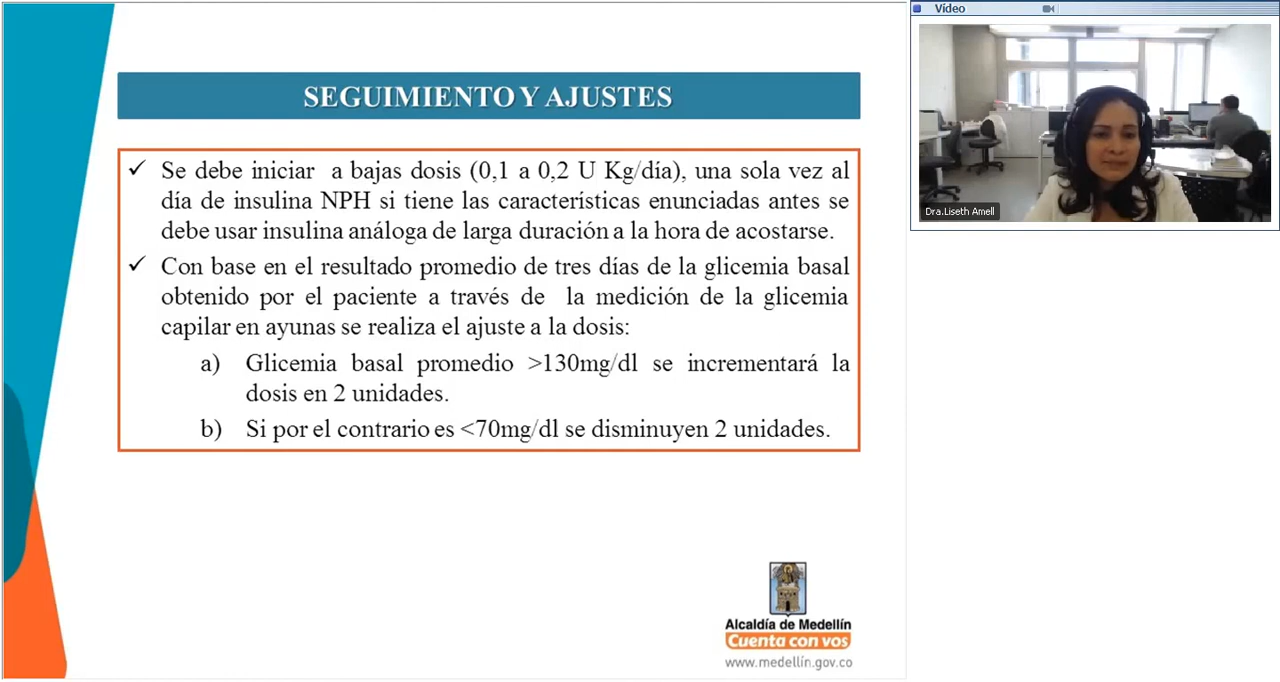 SEGUIMIENTO Y AJUSTES
✓ Se debe iniciar a bajas dosis (0,1 a 0,2 U Kg/día), una sola vez al
día de insulina NPH si tiene las características enunciadas antes se
debe usar insulina análoga de larga duración a la hora de acostarse.
✓ Con base en el resultado promedio de tres días de la glicemia basal
obtenido por el paciente a través de la medición de la glicemia
capilar en ayunas se realiza el ajuste a la dosis:
a) Glicemia basal promedio >130mg/dl se incrementará la
dosis en 2 unidades.
b) Si por el contrario es <70mg/dl se disminuyen 2 unidades.
Alcaldía de Medellín
Cuenta con vos
www.medellín.gov.co
Vídeo
Dra.Liseth Amell